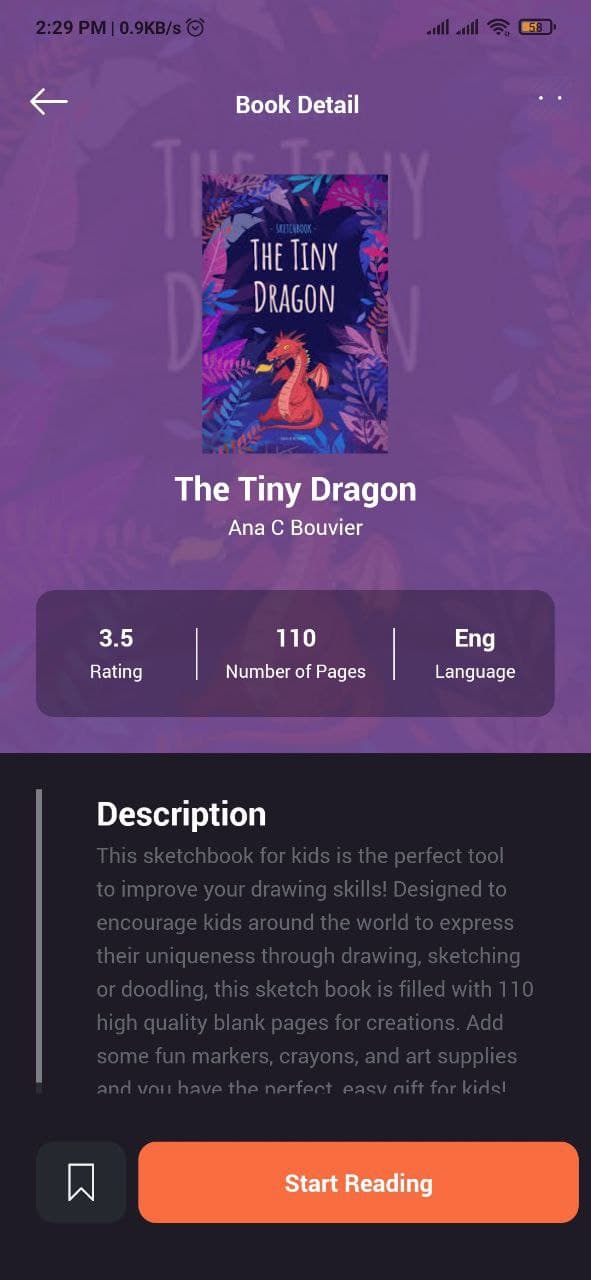 2:29 PM | 0.9KB/s
58
Book Detail
THE TINY
DRAGON
- SKETCHBOOK -
THE TINY
DRAGON
The Tiny Dragon
Ana C Bouvier
3.5
110
Eng
Rating
Number of Pages
Language
Description
This sketchbook for kids is the perfect tool
to improve your drawing skills! Designed to
encourage kids around the world to express
their uniqueness through drawing, sketching
or doodling, this sketch book is filled with 110
high quality blank pages for creations. Add
some fun markers, crayons, and art supplies
and you have the perfect, easy gift for kids!
Start Reading